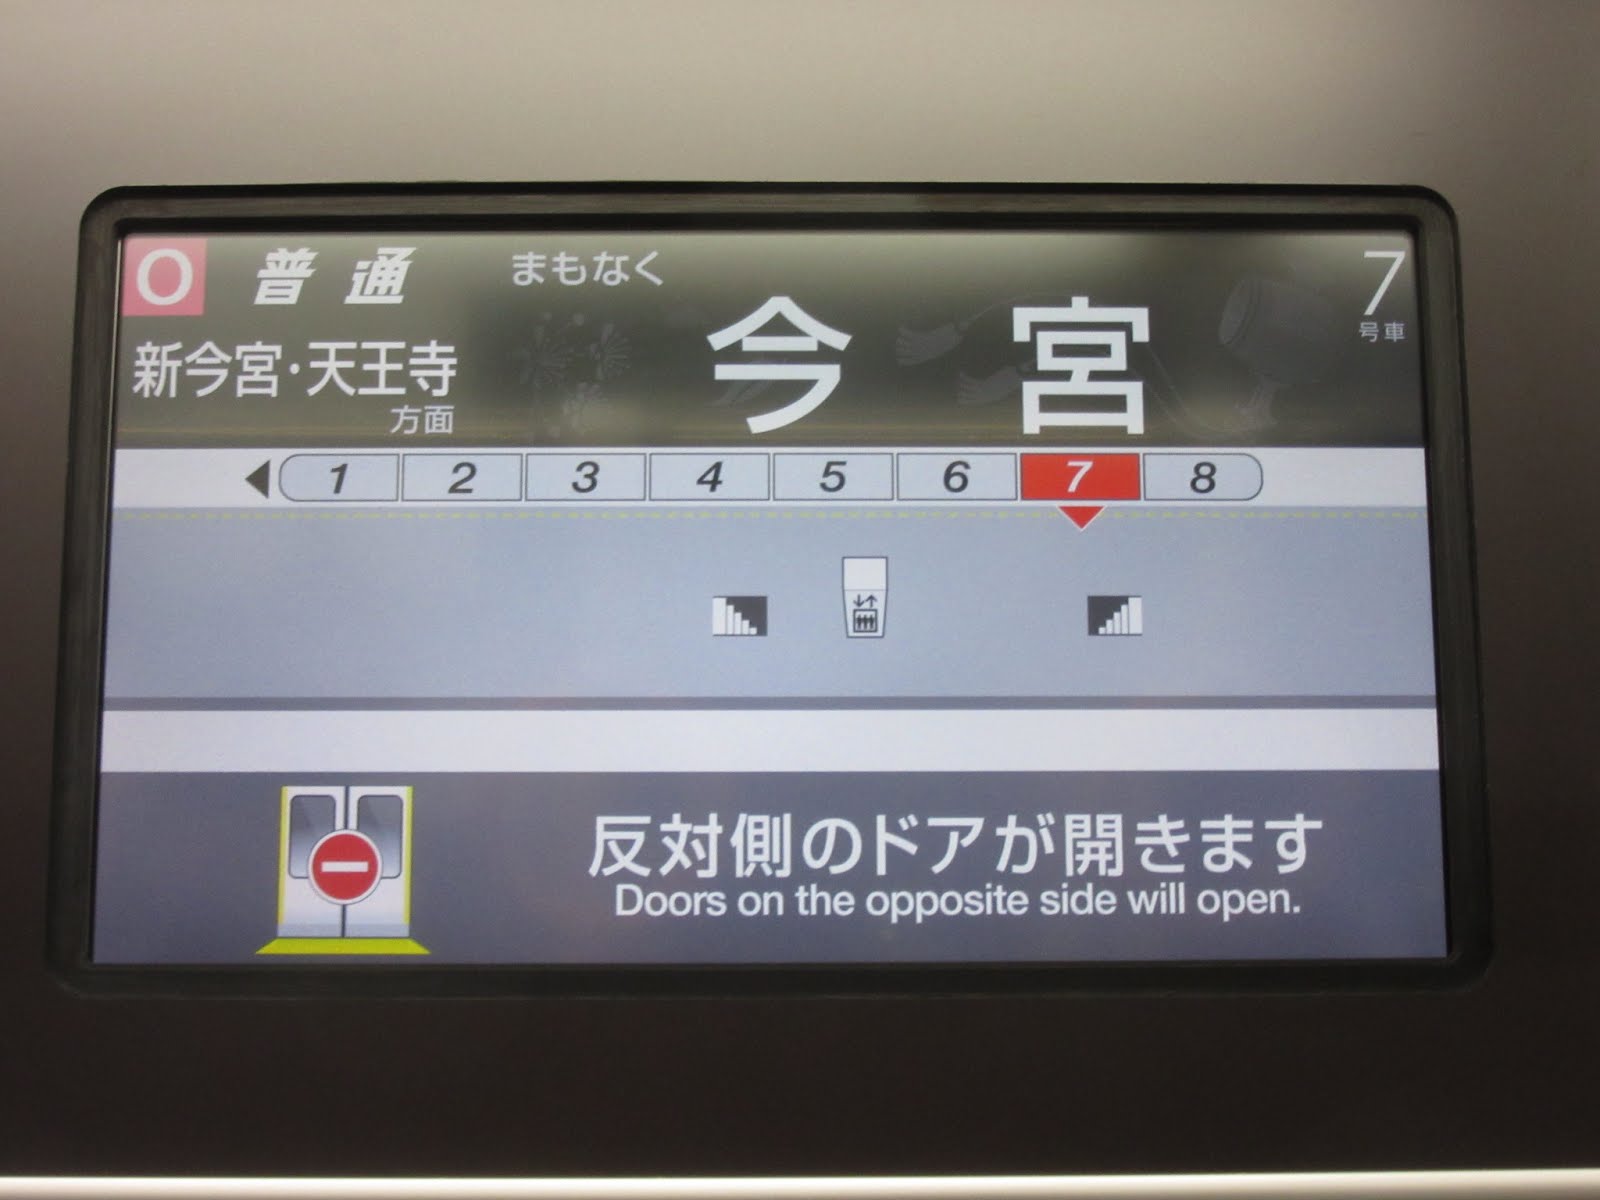 O 普通 まもなく
7
号車
今宮
新今宮・天王寺
方面
1 2 3 4 5 6 7 8
反対側のドアが開きます
Doors on the opposite side will open.